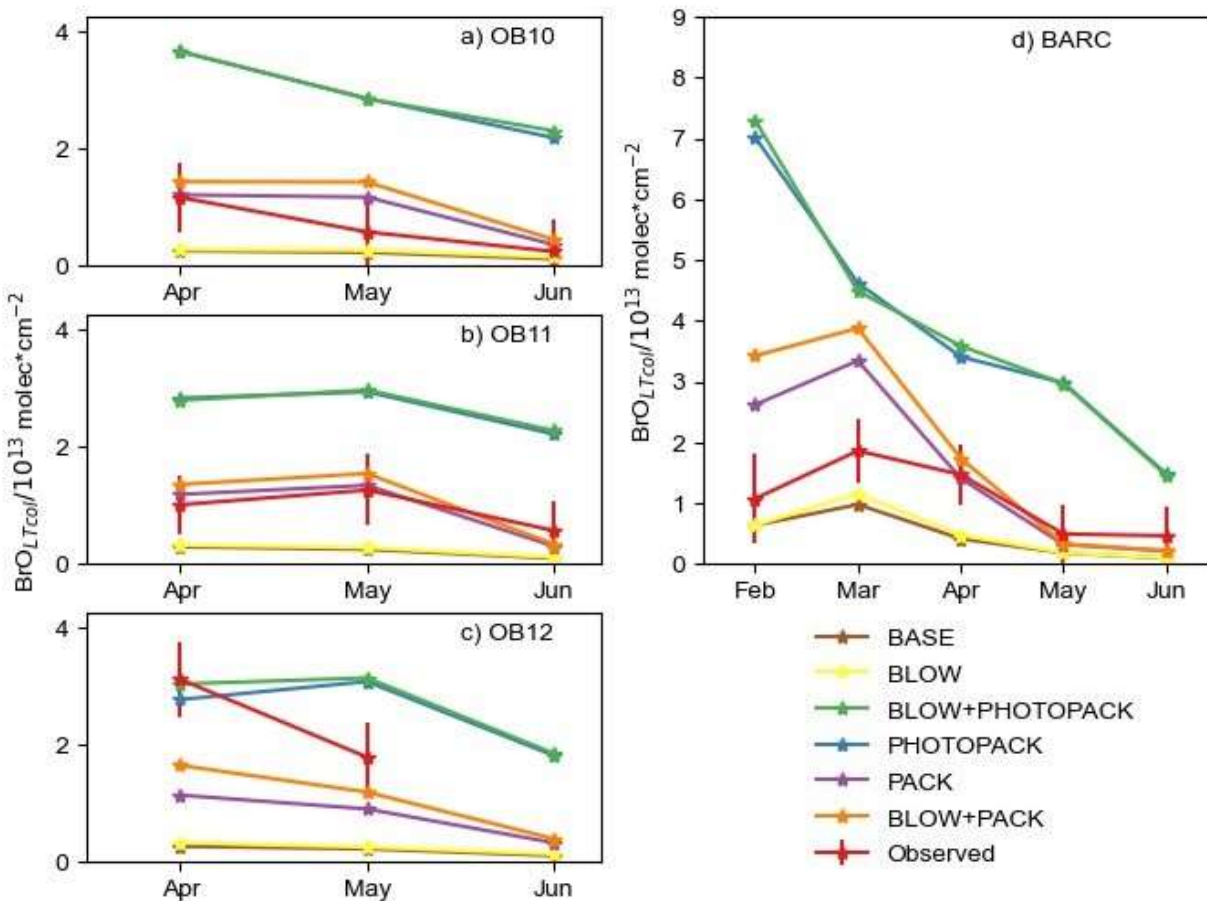 a) OB10
4
2
0
Apr May Jun
b) OB11
4
2
0
Apr May Jun
c) OB12
4
2
0
Apr May Jun
BrO_{LTcol}/10^{13} molec*cm^{-2}
d) BARC
9
8
7
6
5
4
3
2
1
0
Feb Mar Apr May Jun
BrO_{LTcol}/10^{13} molec*cm^{-2}
BASE
BLOW
BLOW+PHOTOPACK
PHOTOPACK
PACK
BLOW+PACK
Observed